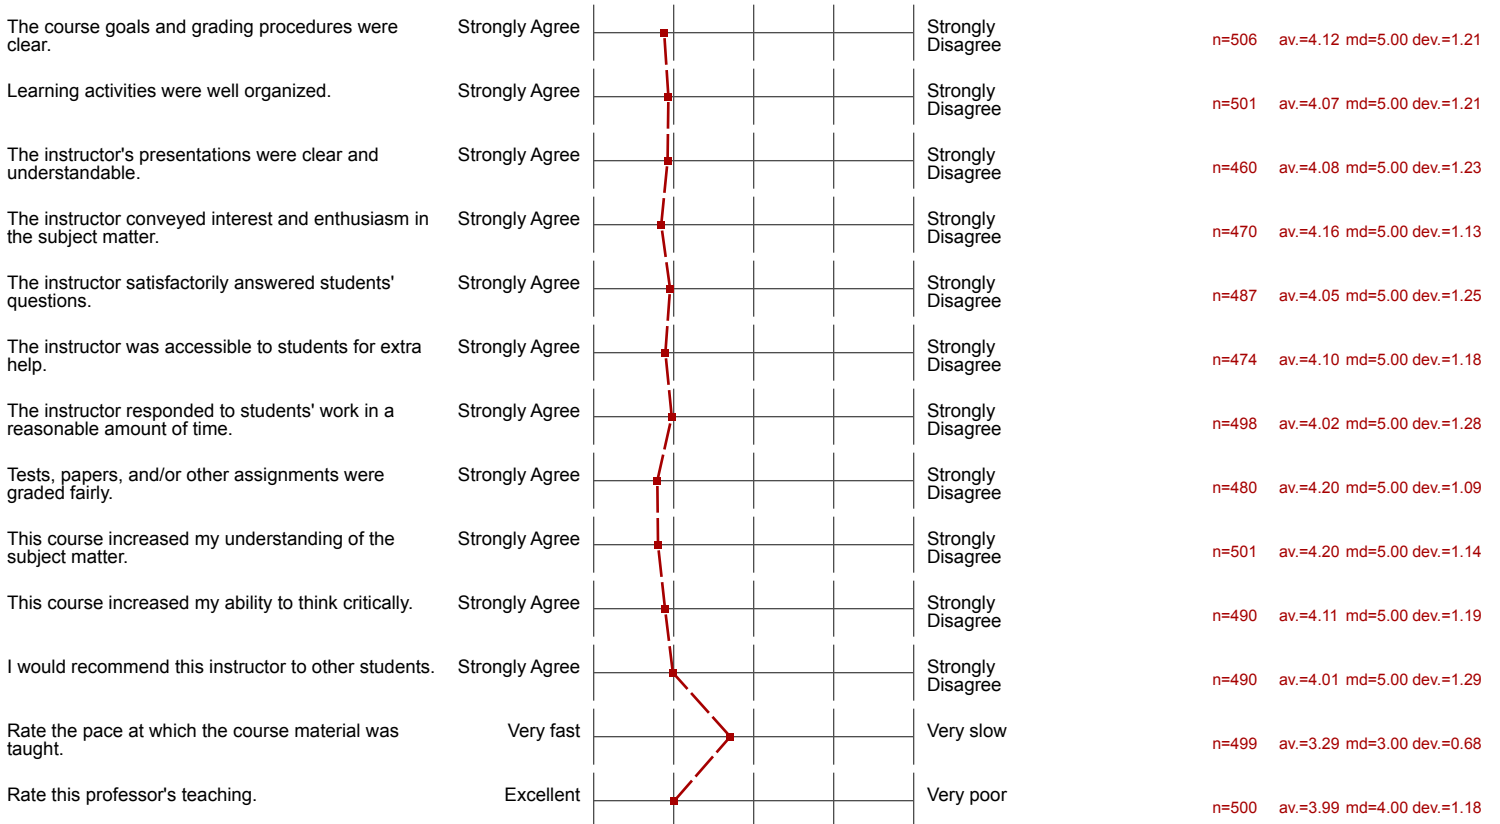 The course goals and grading procedures were
clear.
Strongly Agree
Strongly
Disagree
n=506 av.=4.12 md=5.00 dev.=1.21
Learning activities were well organized.
Strongly Agree
Strongly
Disagree
n=501 av.=4.07 md=5.00 dev.=1.21
The instructor's presentations were clear and
understandable.
Strongly Agree
Strongly
Disagree
n=460 av.=4.08 md=5.00 dev.=1.23
The instructor conveyed interest and enthusiasm in
the subject matter.
Strongly Agree
Strongly
Disagree
n=470 av.=4.16 md=5.00 dev.=1.13
The instructor satisfactorily answered students'
questions.
Strongly Agree
Strongly
Disagree
n=487 av.=4.05 md=5.00 dev.=1.25
The instructor was accessible to students for extra
help.
Strongly Agree
Strongly
Disagree
n=474 av.=4.10 md=5.00 dev.=1.18
The instructor responded to students' work in a
reasonable amount of time.
Strongly Agree
Strongly
Disagree
n=498 av.=4.02 md=5.00 dev.=1.28
Tests, papers, and/or other assignments were
graded fairly.
Strongly Agree
Strongly
Disagree
n=480 av.=4.20 md=5.00 dev.=1.09
This course increased my understanding of the
subject matter.
Strongly Agree
Strongly
Disagree
n=501 av.=4.20 md=5.00 dev.=1.14
This course increased my ability to think critically.
Strongly Agree
Strongly
Disagree
n=490 av.=4.11 md=5.00 dev.=1.19
I would recommend this instructor to other students.
Strongly Agree
Strongly
Disagree
n=490 av.=4.01 md=5.00 dev.=1.29
Rate the pace at which the course material was
taught.
Very fast
Very slow
n=499 av.=3.29 md=3.00 dev.=0.68
Rate this professor's teaching.
Excellent
Very poor
n=500 av.=3.99 md=4.00 dev.=1.18